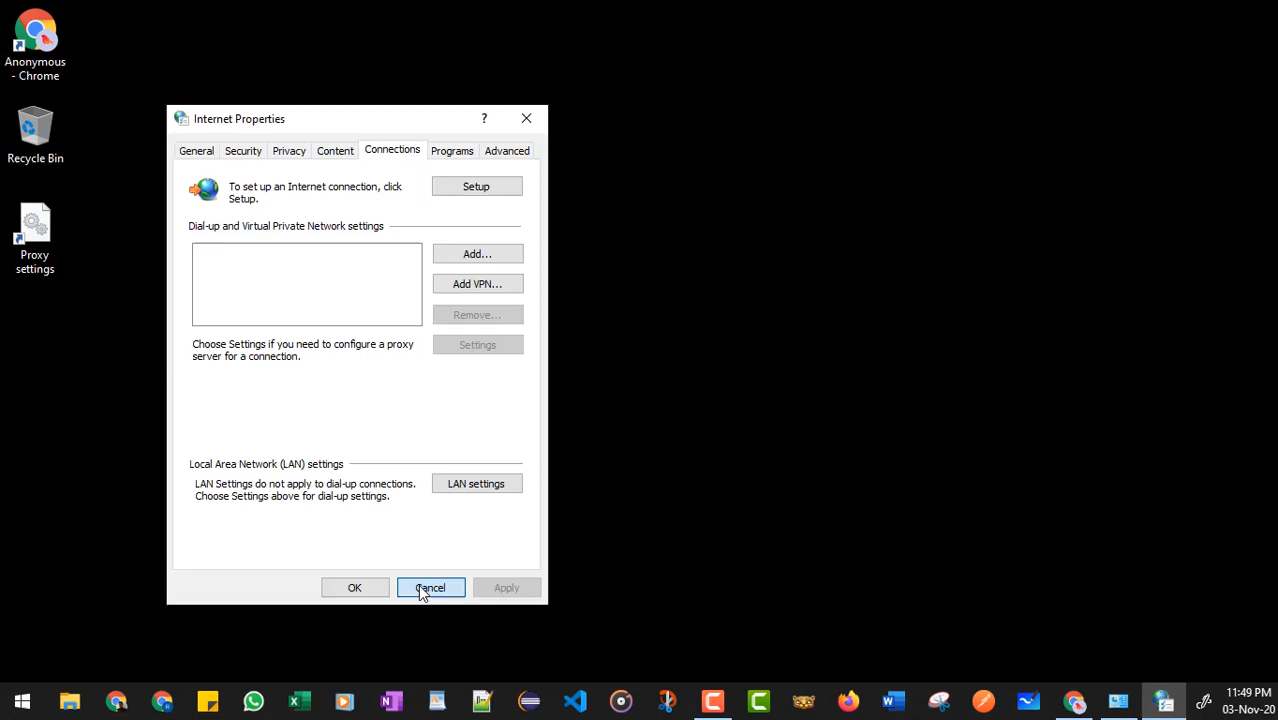 Anonymous
- Chrome
Recycle Bin
Proxy
settings
Internet Properties
?
General
Security
Privacy
Content
Connections
Programs
Advanced
To set up an Internet connection, click
Setup.
Setup
Dial-up and Virtual Private Network settings
Add...
Add VPN...
Remove...
Choose Settings if you need to configure a proxy
server for a connection.
Settings
Local Area Network (LAN) settings
LAN Settings do not apply to dial-up connections.
Choose Settings above for dial-up settings.
LAN settings
OK
Cancel
Apply
11:49 PM
03-Nov-20